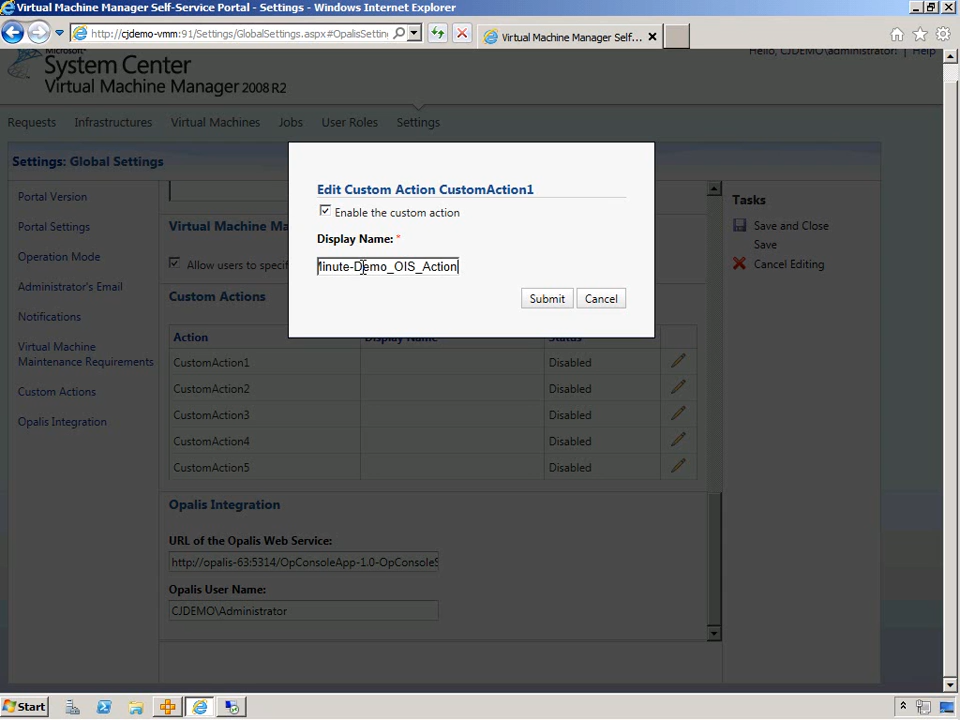 Virtual Machine Manager Self-Service Portal - Settings - Windows Internet Explorer
http://cjdemo-vmm:91/Settings/GlobalSettings.aspx#OpalisSettin
Virtual Machine Manager Self...
Hello, CJDEMO\administrator!
Help
Microsoft
System Center
Virtual Machine Manager 2008 R2
Requests
Infrastructures
Virtual Machines
Jobs
User Roles
Settings
Settings: Global Settings
Portal Version
Portal Settings
Operation Mode
Administrator's Email
Notifications
Virtual Machine
Maintenance Requirements
Custom Actions
Opalis Integration
Virtual Machine Ma
Allow users to specif
Custom Actions
Action Display Name Status
CustomAction1 Disabled
CustomAction2 Disabled
CustomAction3 Disabled
CustomAction4 Disabled
CustomAction5 Disabled
Opalis Integration
URL of the Opalis Web Service:
http://opalis-63:5314/OpConsoleApp-1.0-OpConsoleS
Opalis User Name:
CJDEMO\Administrator
Edit Custom Action CustomAction1
Enable the custom action
Display Name: *
Minute-Demo_OIS_Action
Submit
Cancel
Tasks
Save and Close
Save
Cancel Editing
Start